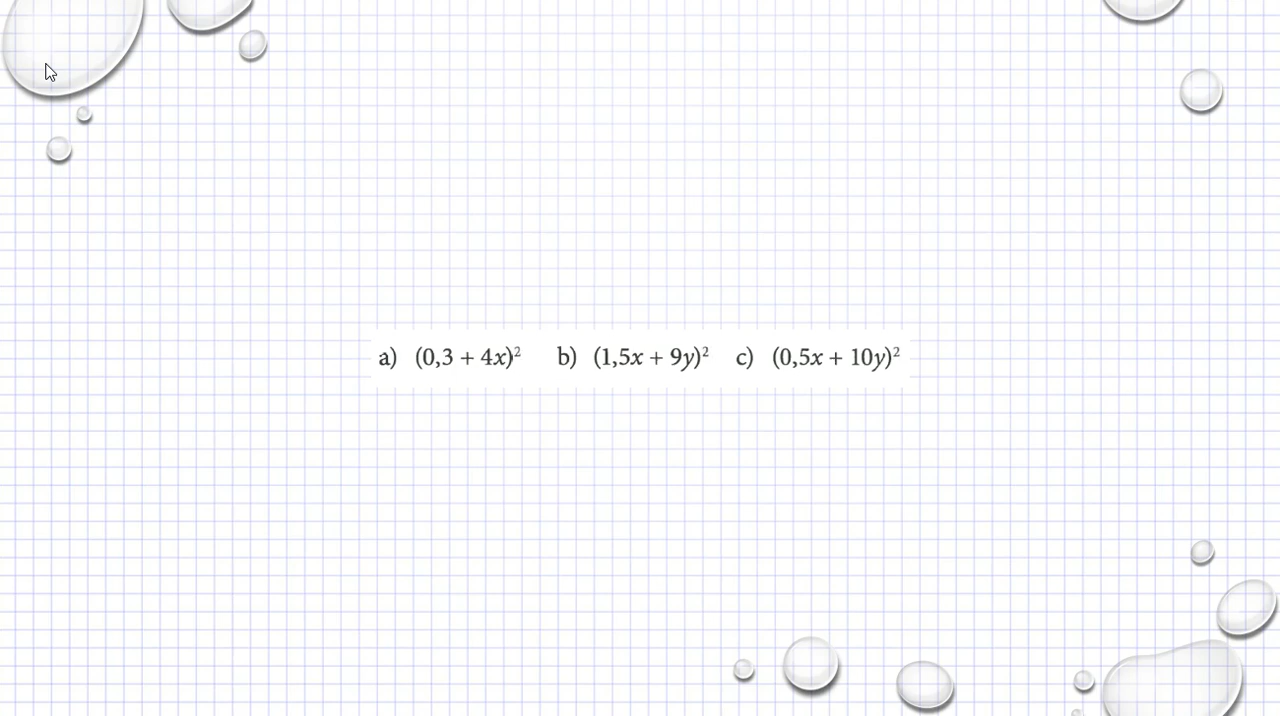 a) (0,3 + 4x)² b) (1,5x + 9y)² c) (0,5x + 10y)²